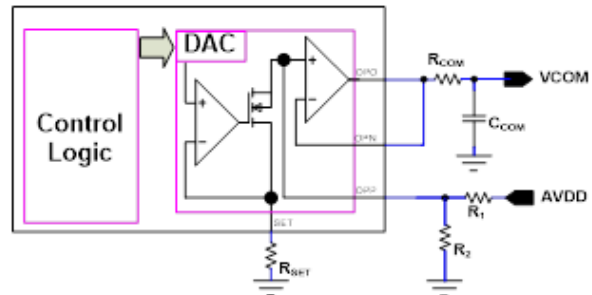 DAC
Control
Logic
+
-
+
-
OPO
OPN
OPP
SET
RSET
RCOM
CCOM
VCOM
AVDD
R1
R2